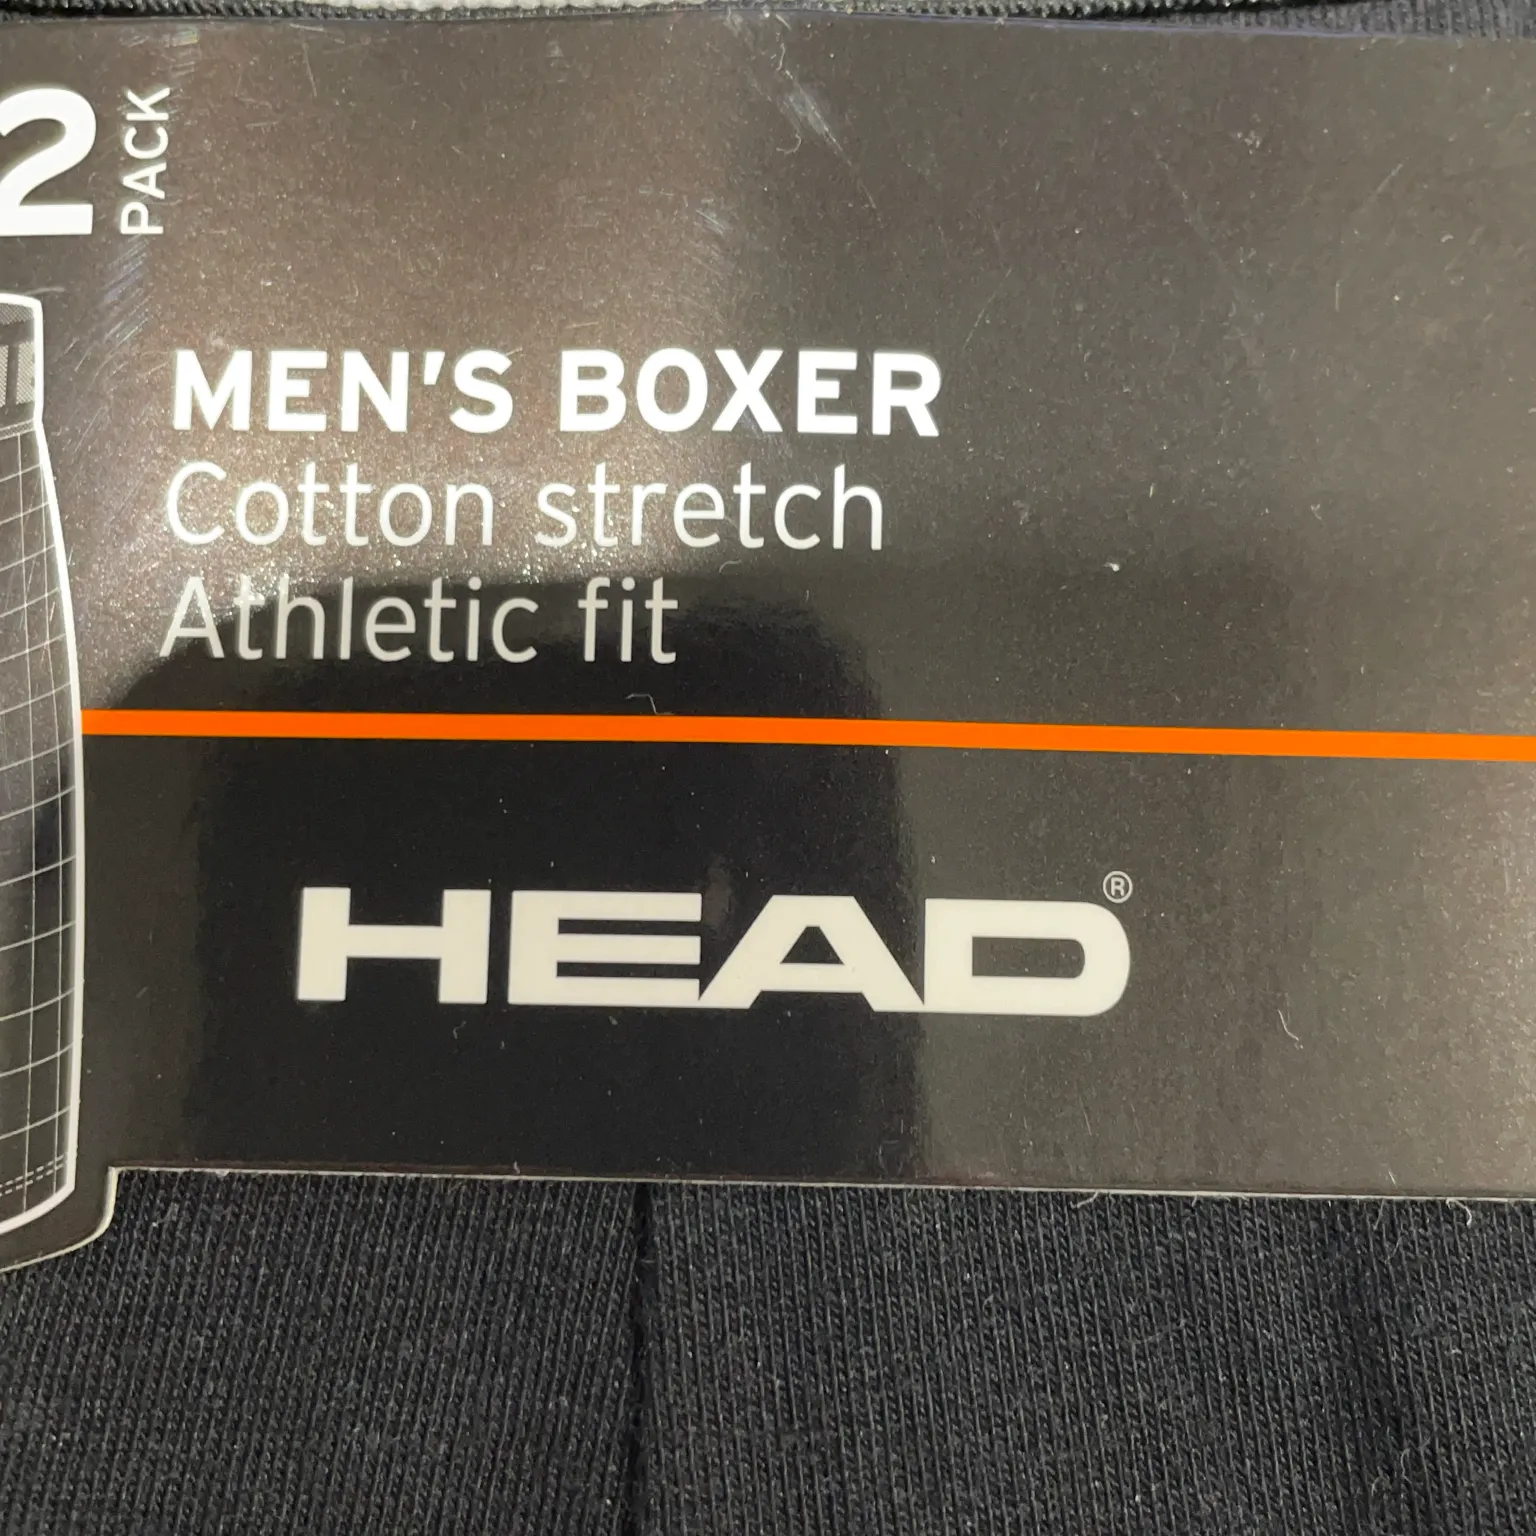 2 PACK
MEN'S BOXER
Cotton stretch
Athletic fit
HEAD®